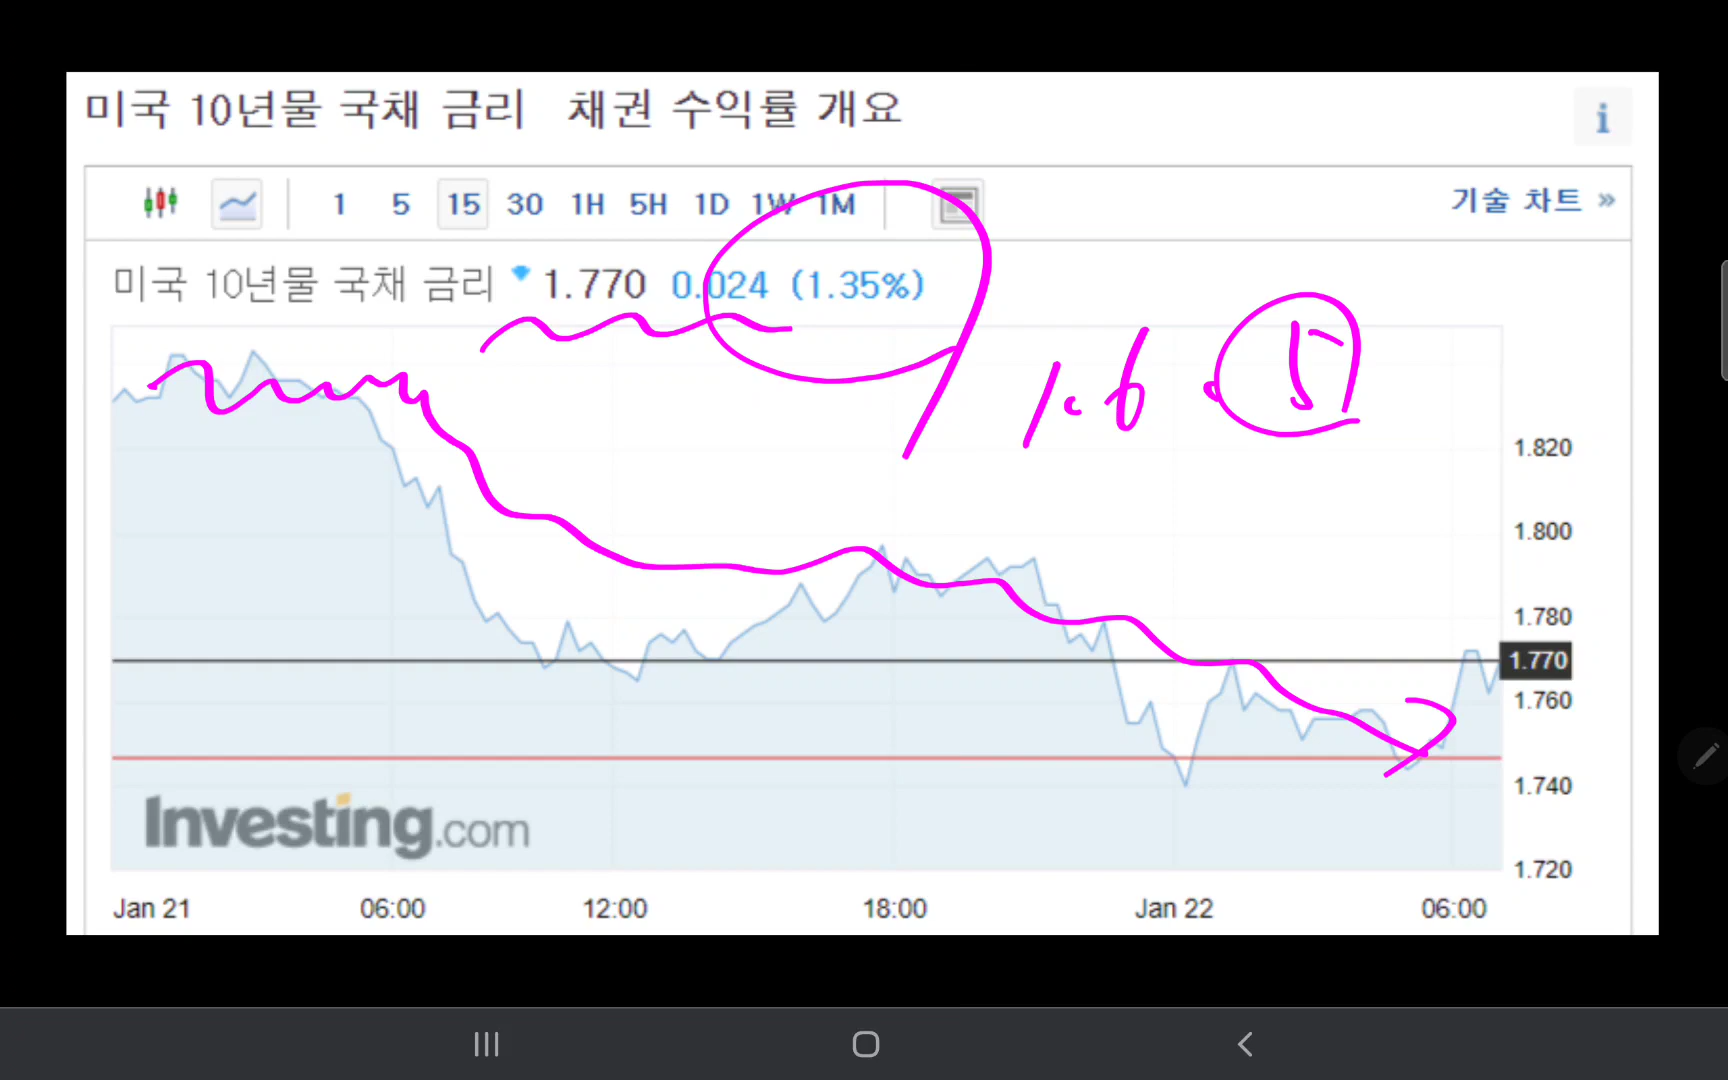 미국 10년물 국채 금리 채권 수익률 개요
i
1 5 15 30 1H 5H 1D 1W 1M
기술 차트 »
미국 10년물 국채 금리 1.770 0.024 (1.35%)
1.6
5
1.820
1.800
1.780
1.770
1.760
1.740
1.720
Investing.com
Jan 21 06:00 12:00 18:00 Jan 22 06:00